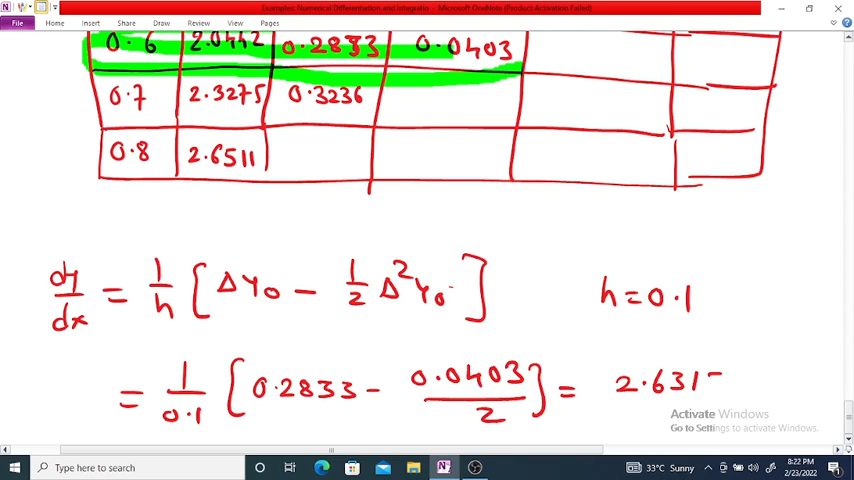 Examples: Numerical Differentiation and Integratio - Microsoft OneNote (Product Activation Failed)
File Home Insert Draw History Review View Pages
0.6 2.0442 0.2833 0.0403
0.7 2.3275 0.3236
0.8 2.6511
dy/dx = 1/h [ Δy₀ - 1/2 Δ²y₀ ] h = 0.1
= 1/0.1 [ 0.2833 - 0.0403/2 ] = 2.631
Activate Windows
Go to Settings to activate Windows.
Type here to search
33°C Sunny
8:22 PM
2/23/2022